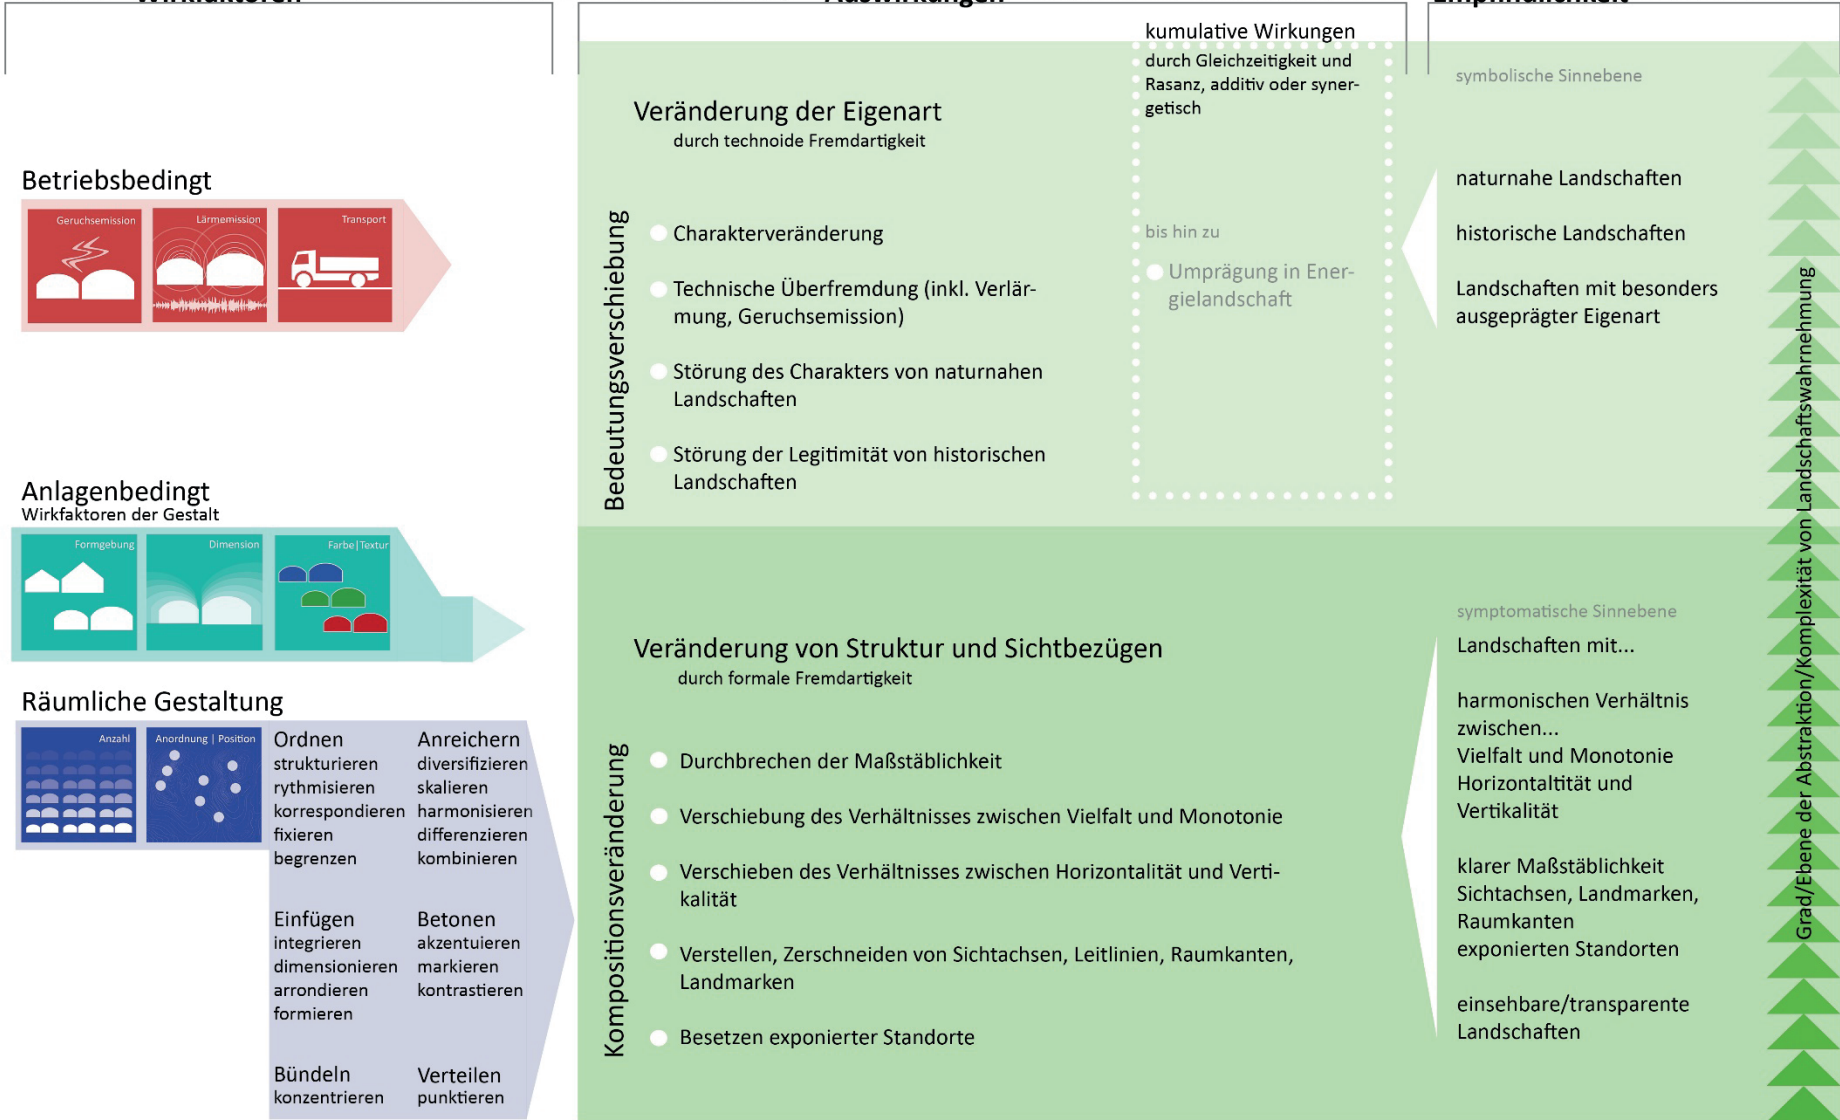 Wirkfaktoren
Auswirkungen
Empfindlichkeit
Betriebsbedingt
Geruchsemission
Lärmemission
Transport
Anlagenbedingt
Wirkfaktoren der Gestalt
Formgebung
Dimension
Farbe|Textur
Räumliche Gestaltung
Anzahl
Anordnung | Position
Ordnen
strukturieren
rythmisieren
korrespondieren
fixieren
begrenzen
Anreichern
diversifizieren
skalieren
harmonisieren
differenzieren
kombinieren
Einfügen
integrieren
dimensionieren
arrondieren
formieren
Betonen
akzentuieren
markieren
kontrastieren
Bündeln
konzentrieren
Verteilen
punktieren
Bedeutungsverschiebung
Veränderung der Eigenart
durch technoide Fremdartigkeit
Charakterveränderung
Technische Überfremdung (inkl. Verlär-
mung, Geruchsemission)
Störung des Charakters von naturnahen
Landschaften
Störung der Legitimität von historischen
Landschaften
kumulative Wirkungen
durch Gleichzeitigkeit und
Rasanz, additiv oder syner-
getisch
bis hin zu
Umprägung in Ener-
gielandschaft
symbolische Sinnebene
naturnahe Landschaften
historische Landschaften
Landschaften mit besonders
ausgeprägter Eigenart
Kompositionsveränderung
Veränderung von Struktur und Sichtbezügen
durch formale Fremdartigkeit
Durchbrechen der Maßstäblichkeit
Verschiebung des Verhältnisses zwischen Vielfalt und Monotonie
Verschieben des Verhältnisses zwischen Horizontalität und Verti-
kalität
Verstellen, Zerschneiden von Sichtachsen, Leitlinien, Raumkanten,
Landmarken
Besetzen exponierter Standorte
symptomatische Sinnebene
Landschaften mit...
harmonischen Verhältnis
zwischen...
Vielfalt und Monotonie
Horizontaltität und
Vertikalität
klarer Maßstäblichkeit
Sichtachsen, Landmarken,
Raumkanten
exponierten Standorten
einsehbare/transparente
Landschaften
Grad/Ebene der Abstraktion/Komplexität von Landschaftswahrnehmung